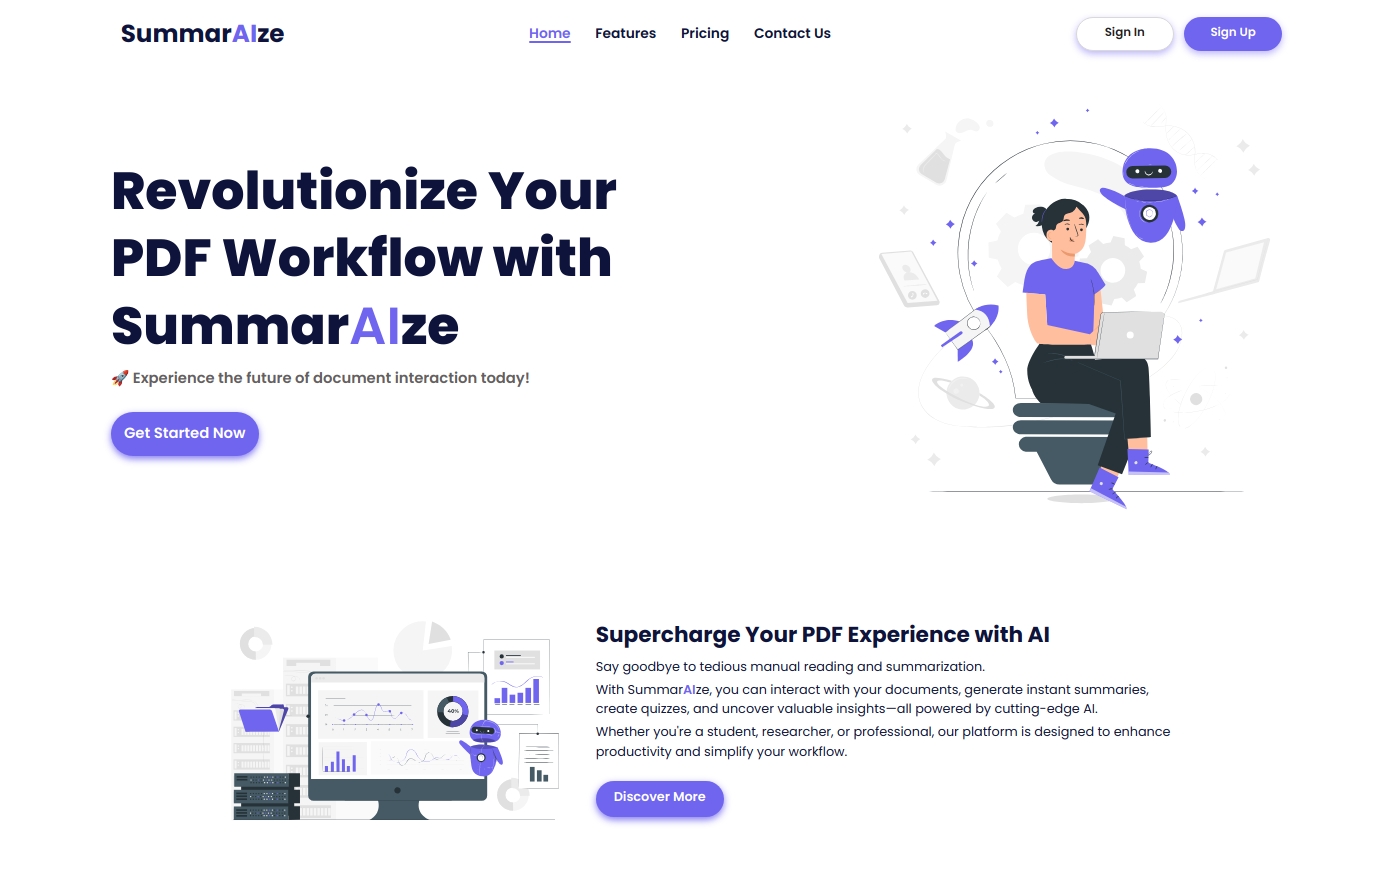 SummarAIze
Home Features Pricing Contact Us
Sign In
Sign Up
Revolutionize Your
PDF Workflow with
SummarAIze
🚀 Experience the future of document interaction today!
Get Started Now
40%
Supercharge Your PDF Experience with AI
Say goodbye to tedious manual reading and summarization.
With SummarAIze, you can interact with your documents, generate instant summaries,
create quizzes, and uncover valuable insights—all powered by cutting-edge AI.
Whether you're a student, researcher, or professional, our platform is designed to enhance
productivity and simplify your workflow.
Discover More